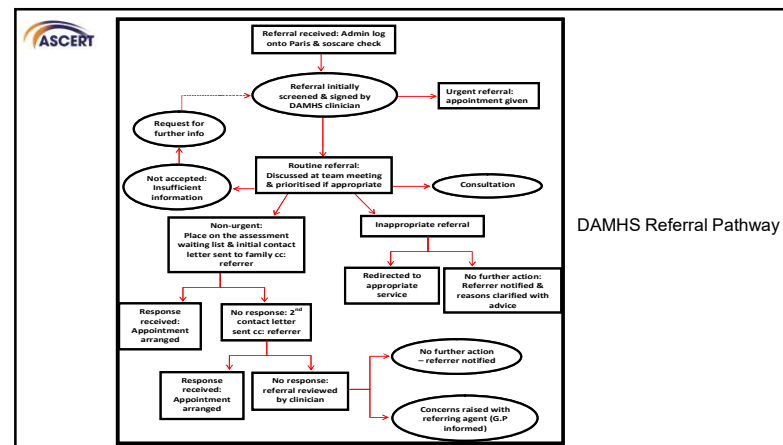 ASCERT
Referral received: Admin log
onto Paris & soscare check
Referral initially
screened & signed by
DAMHS clinician
Urgent referral:
appointment given
Request for
further info
Routine referral:
Discussed at team meeting
& prioritised if appropriate
Not accepted:
Insufficient
information
Consultation
Non-urgent:
Place on the assessment
waiting list & initial contact
letter sent to family cc:
referrer
Inappropriate referral
DAMHS Referral Pathway
Redirected to
appropriate
service
No further action:
Referrer notified &
reasons clarified with
advice
Response
received:
Appointment
arranged
No response: 2nd
contact letter
sent cc: referrer
No further action
– referrer notified
Response
received:
Appointment
arranged
No response:
referral reviewed
by clinician
Concerns raised with
referring agent (G.P
informed)